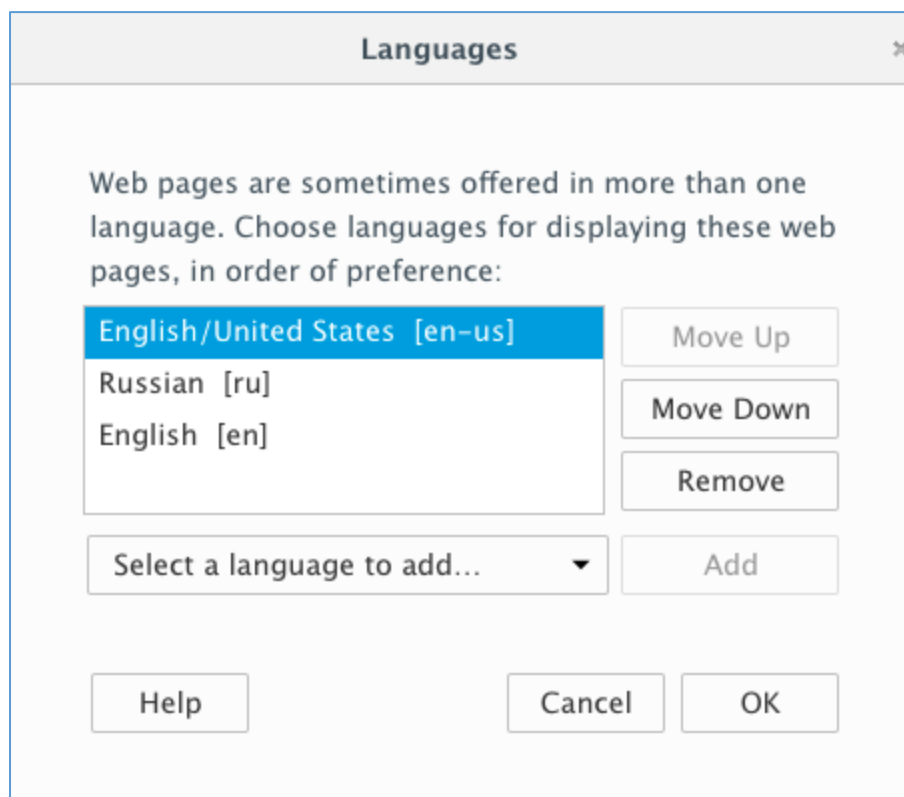 Languages
Web pages are sometimes offered in more than one
language. Choose languages for displaying these web
pages, in order of preference:
English/United States [en-us]
Move Up
Russian [ru]
Move Down
English [en]
Remove
Select a language to add...
Add
Help
Cancel
OK